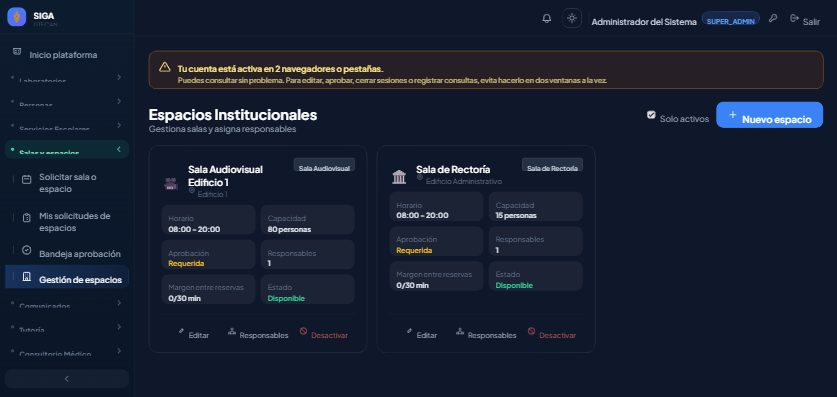 SIGA
UTECAN
Administrador del Sistema
SUPER_ADMIN
Salir
Inicio plataforma
Laboratorios
Personas
Servicios Escolares
Salas y espacios
Solicitar sala o
espacio
Mis solicitudes de
espacios
Bandeja aprobación
Gestión de espacios
Comunicados
Tutoría
Consultorio Médico
Tu cuenta está activa en 2 navegadores o pestañas.
Puedes consultar sin problema. Para editar, aprobar, cerrar sesiones o registrar consultas, evita hacerlo en dos ventanas a la vez.
Espacios Institucionales
Gestiona salas y asigna responsables
Solo activos
Nuevo espacio
Sala Audiovisual
Edificio 1
Edificio 1
Sala Audiovisual
Horario
08:00 - 20:00
Capacidad
80 personas
Aprobación
Requerida
Responsables
1
Margen entre reservas
0/30 min
Estado
Disponible
Editar
Responsables
Desactivar
Sala de Rectoría
Edificio Administrativo
Sala de Rectoría
Horario
08:00 - 20:00
Capacidad
15 personas
Aprobación
Requerida
Responsables
1
Margen entre reservas
0/30 min
Estado
Disponible
Editar
Responsables
Desactivar